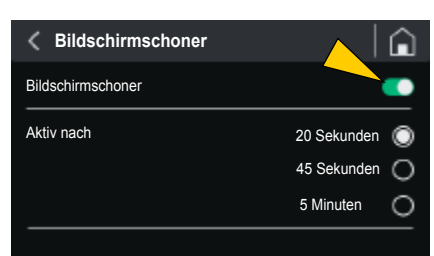 Bildschirmschoner
Bildschirmschoner
Aktiv nach 20 Sekunden
45 Sekunden
5 Minuten